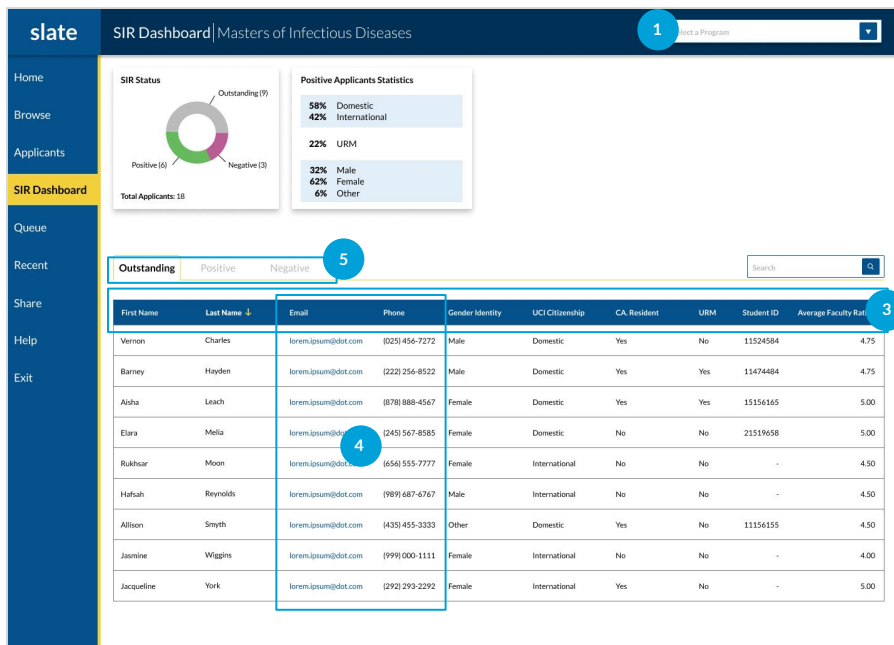 slate
SIR Dashboard | Masters of Infectious Diseases
1
a Program
Home
Browse
Applicants
SIR Dashboard
Queue
Recent
Share
Help
Exit
SIR Status
Outstanding (9)
Positive (6)
Negative (3)
Total Applicants: 18
Positive Applicants Statistics
58% Domestic
42% International
22% URM
32% Male
62% Female
6% Other
Outstanding Positive Negative
5
Search
First Name Last Name ↓ Email Phone Gender Identity UCI Citizenship CA. Resident URM Student ID Average Faculty
3
Vernon Charles lorem.ipsum@dot.com (025) 456-7272 Male Domestic Yes No 11524584 4.75
Barney Hayden lorem.ipsum@dot.com (222) 256-8522 Male Domestic Yes Yes 11474484 4.75
Aisha Leach lorem.ipsum@dot.com (878) 888-4567 Female Domestic Yes Yes 15156165 5.00
Elara Melia (245) 567-8585 Female Domestic No No 21519658 5.00
4
Rukhsar Moon (656) 555-7777 Female International No No - 4.50
Hafsah Reynolds lorem.ipsum@dot.com (989) 687-6767 Male International No No - 4.50
Allison Smyth lorem.ipsum@dot.com (435) 455-3333 Other Domestic Yes No 11156155 4.50
Jasmine Wiggins lorem.ipsum@dot.com (999) 000-1111 Female International No No - 4.00
Jacqueline York lorem.ipsum@dot.com (292) 293-2292 Female International Yes No - 5.00